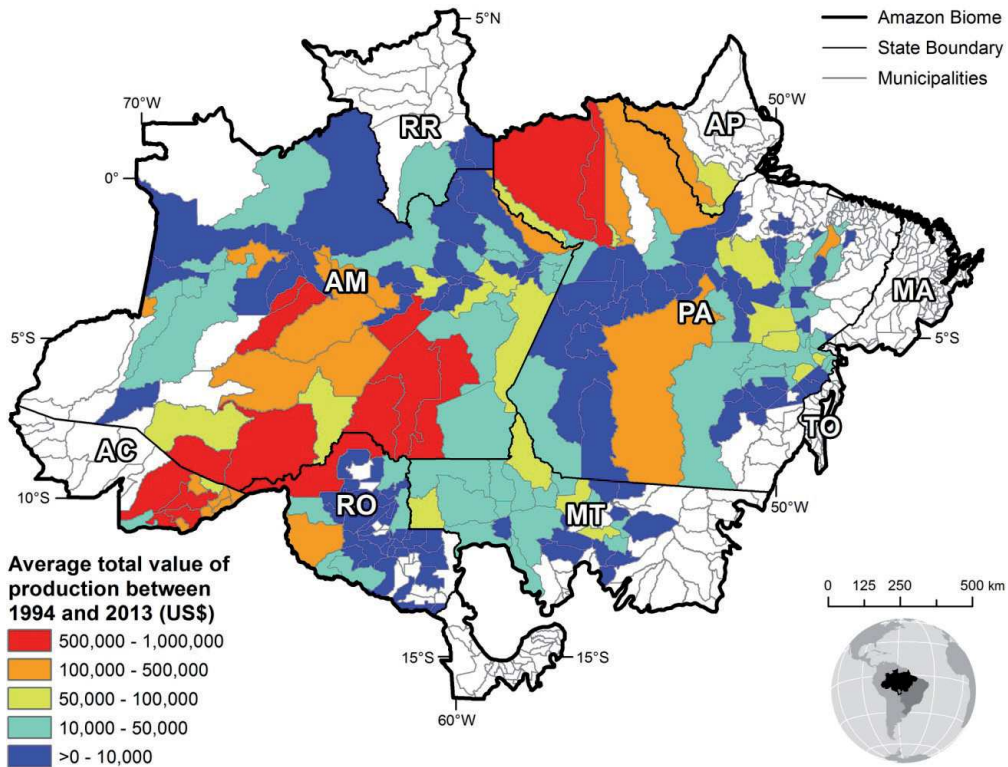 5°N
Amazon Biome
State Boundary
Municipalities
70°W
50°W
RR
AP
0°
AM
PA
MA
5°S
5°S
AC
TO
10°S
RO
MT
50°W
Average total value of
production between
1994 and 2013 (US$)
500,000 - 1,000,000
100,000 - 500,000
50,000 - 100,000
10,000 - 50,000
>0 - 10,000
0 125 250 500 km
15°S
15°S
60°W